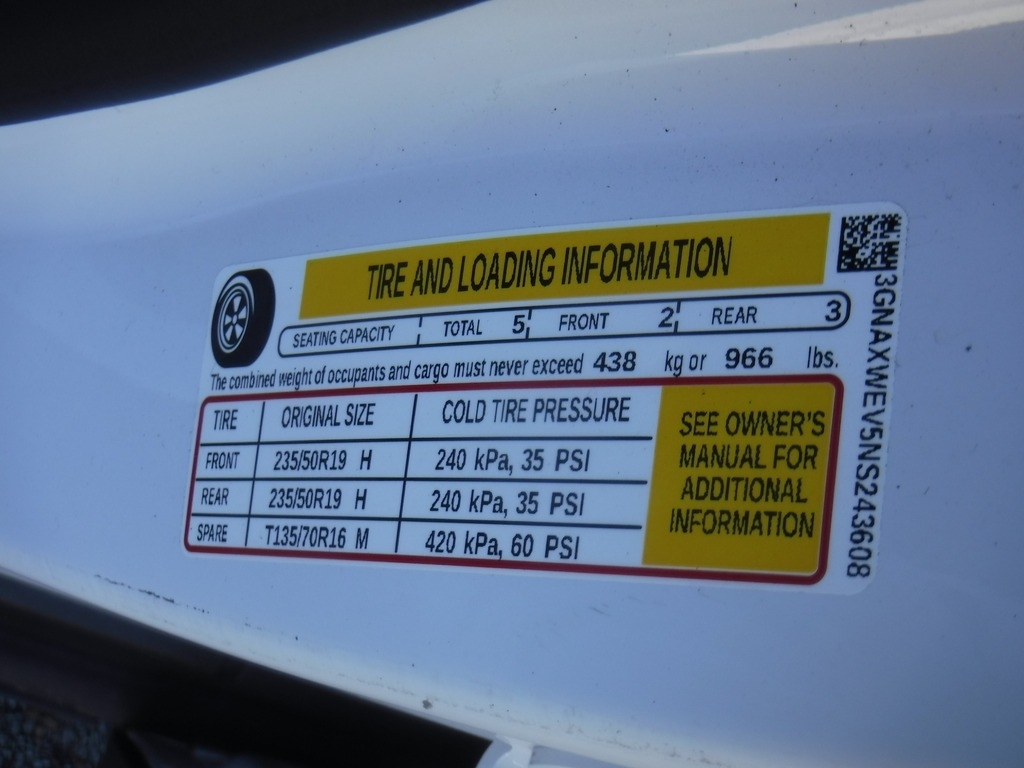 TIRE AND LOADING INFORMATION
SEATING CAPACITY TOTAL 5 FRONT 2 REAR 3
The combined weight of occupants and cargo must never exceed 438 kg or 966 lbs.
TIRE ORIGINAL SIZE COLD TIRE PRESSURE
FRONT 235/50R19 H 240 kPa, 35 PSI
REAR 235/50R19 H 240 kPa, 35 PSI
SPARE T135/70R16 M 420 kPa, 60 PSI
SEE OWNER'S
MANUAL FOR
ADDITIONAL
INFORMATION
3GNAXWEV5NS243608